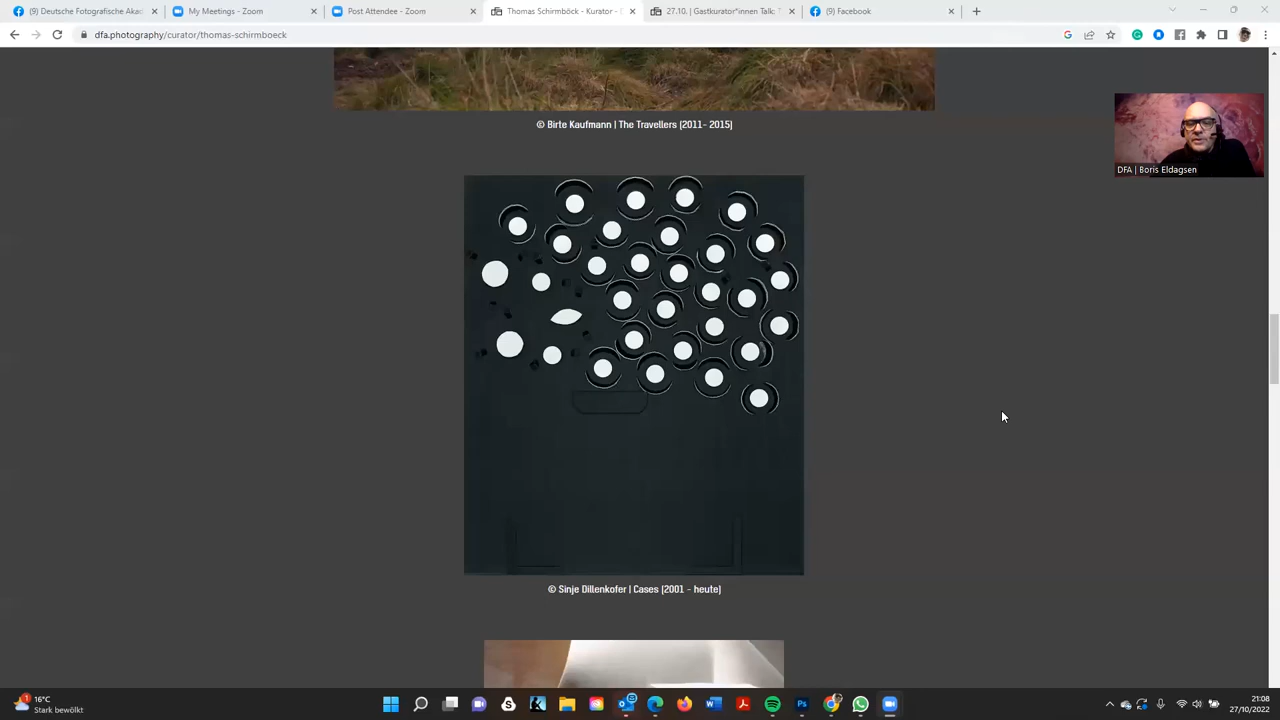 (9) Deutsche Fotografische Akad
My Meetings - Zoom
Post Attendee - Zoom
Thomas Schirmböck - Kurator -
27.10. | Gastkurator*innen Talk: T
(9) Facebook
dfa.photography/curator/thomas-schirmboeck
© Birte Kaufmann | The Travellers (2011- 2015)
DFA | Boris Eldagsen
© Sinje Dillenkofer | Cases (2001 - heute)
1
16°C
Stark bewölkt
21:08
27/10/2022